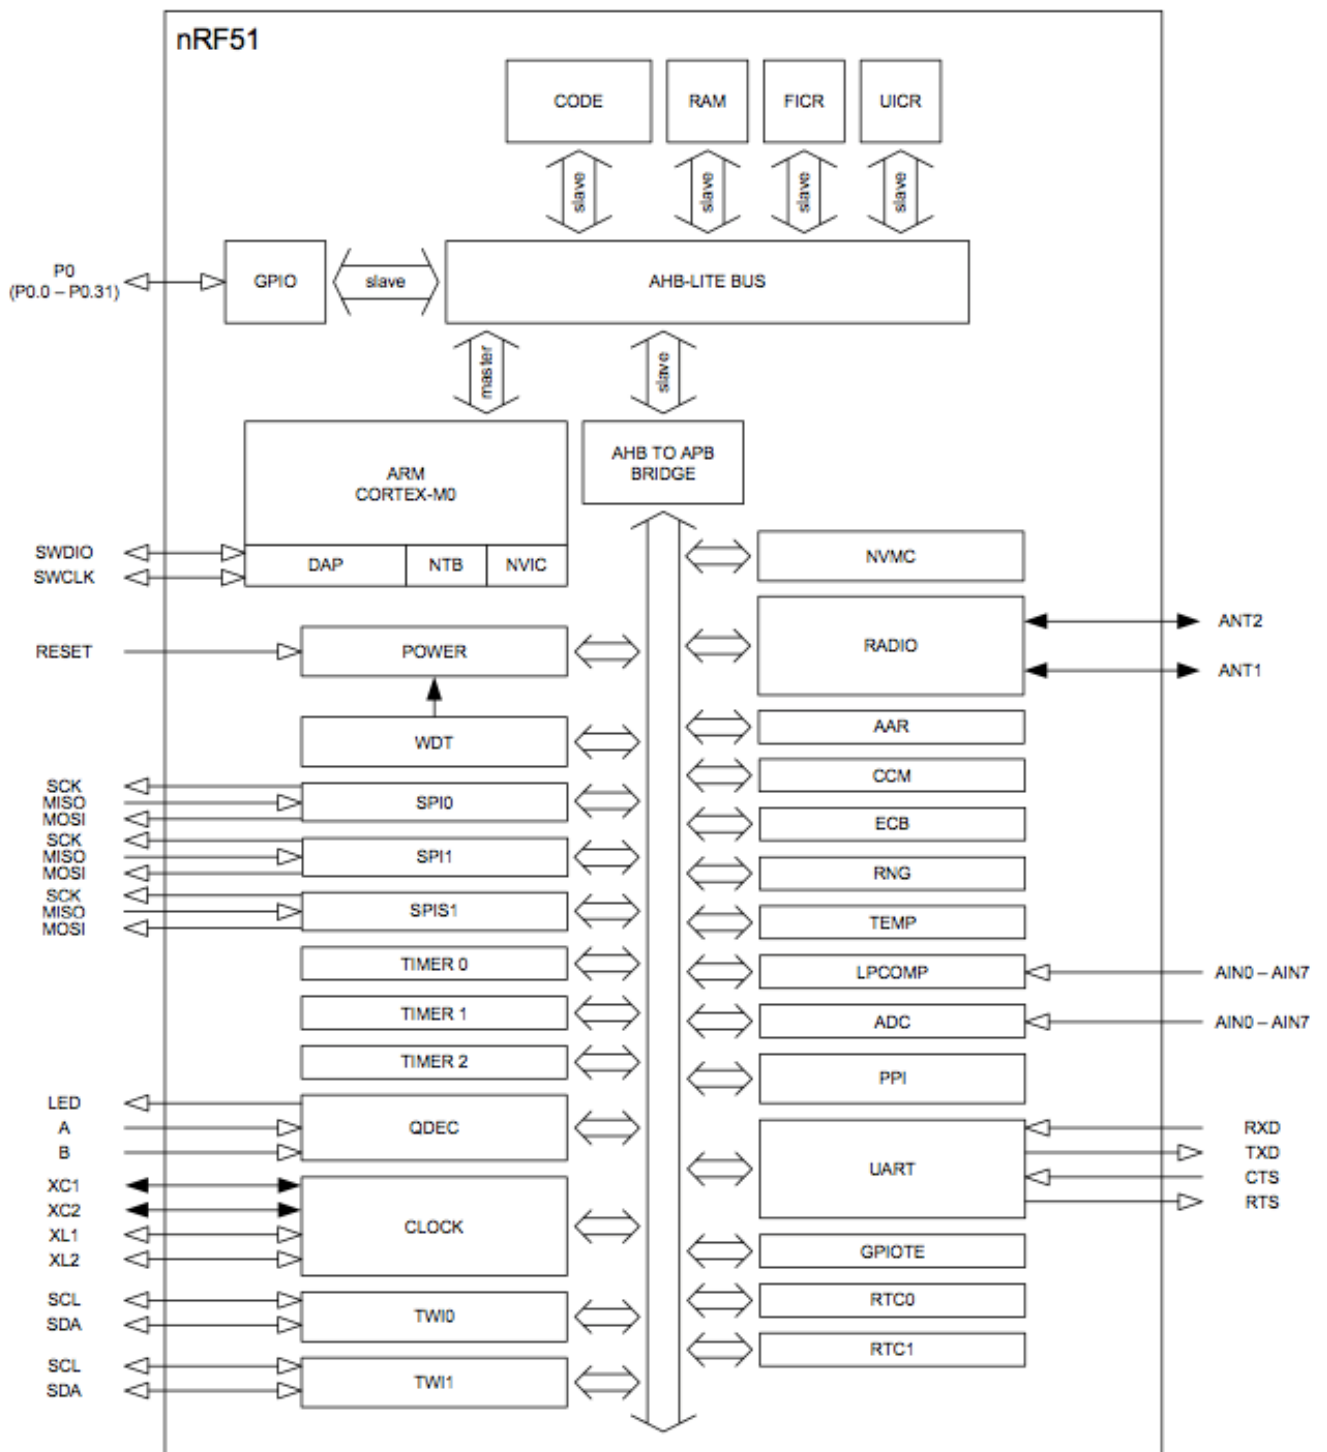 nRF51
CODE
RAM
FICR
UICR
slave
slave
slave
slave
P0
(P0.0 – P0.31)
GPIO
slave
AHB-LITE BUS
master
slave
ARM
CORTEX-M0
AHB TO APB
BRIDGE
SWDIO
SWCLK
DAP
NTB
NVIC
NVMC
RESET
POWER
RADIO
ANT2
ANT1
WDT
AAR
SCK
MISO
MOSI
SPI0
CCM
SCK
MISO
MOSI
SPI1
ECB
RNG
SCK
MISO
MOSI
SPIS1
TEMP
TIMER 0
LPCOMP
AIN0 – AIN7
TIMER 1
ADC
AIN0 – AIN7
TIMER 2
PPI
LED
A
B
QDEC
UART
RXD
TXD
CTS
RTS
XC1
XC2
XL1
XL2
CLOCK
GPIOTE
SCL
SDA
TWI0
RTC0
RTC1
SCL
SDA
TWI1